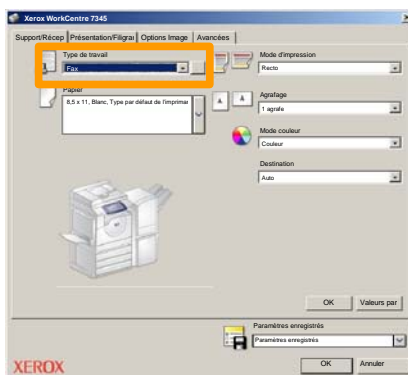 Xerox WorkCentre 7345
Support/Récep Présentation/Filigrai Options Image Avancées
Type de travail
Fax
Papier
8,5 x 11, Blanc, Type par défaut de l'imprimai
Mode d'impression
Recto
Agrafage
1 agrafe
Mode couleur
Couleur
Destination
Auto
OK Valeurs par
Paramètres enregistrés
Paramètres enregistrés
XEROX
OK Annuler